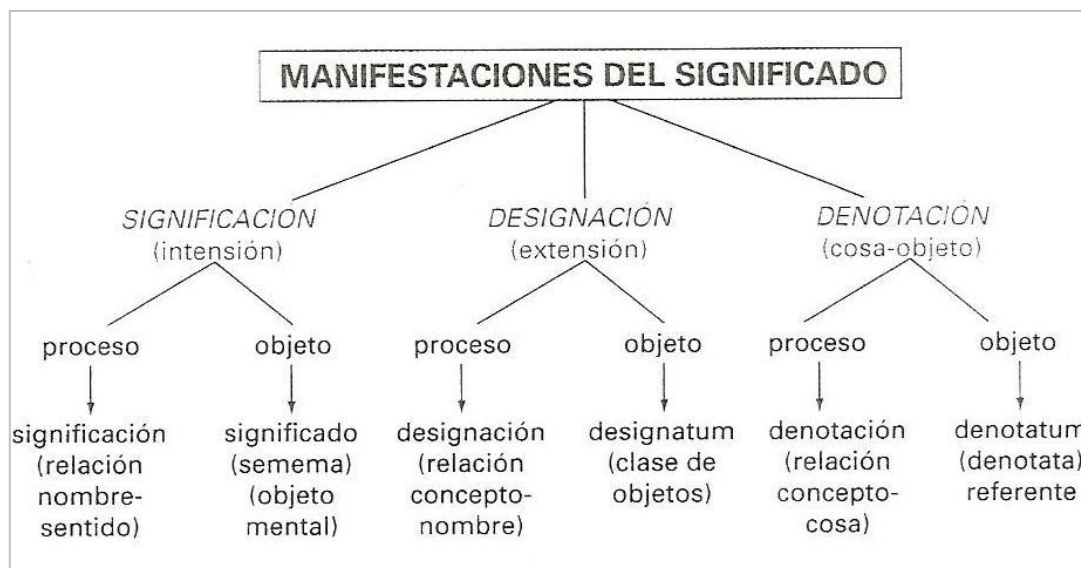 MANIFESTACIONES DEL SIGNIFICADO
SIGNIFICACION
(intensión)
DESIGNACIÓN
(extensión)
DENOTACIÓN
(cosa-objeto)
proceso
objeto
proceso
objeto
proceso
objeto
significación
(relación
nombre-
sentido)
significado
(semema)
(objeto
mental)
designación
(relación
concepto-
nombre)
designatum
(clase de
objetos)
denotación
(relación
concepto-
cosa)
denotatum
(denotata)
referente